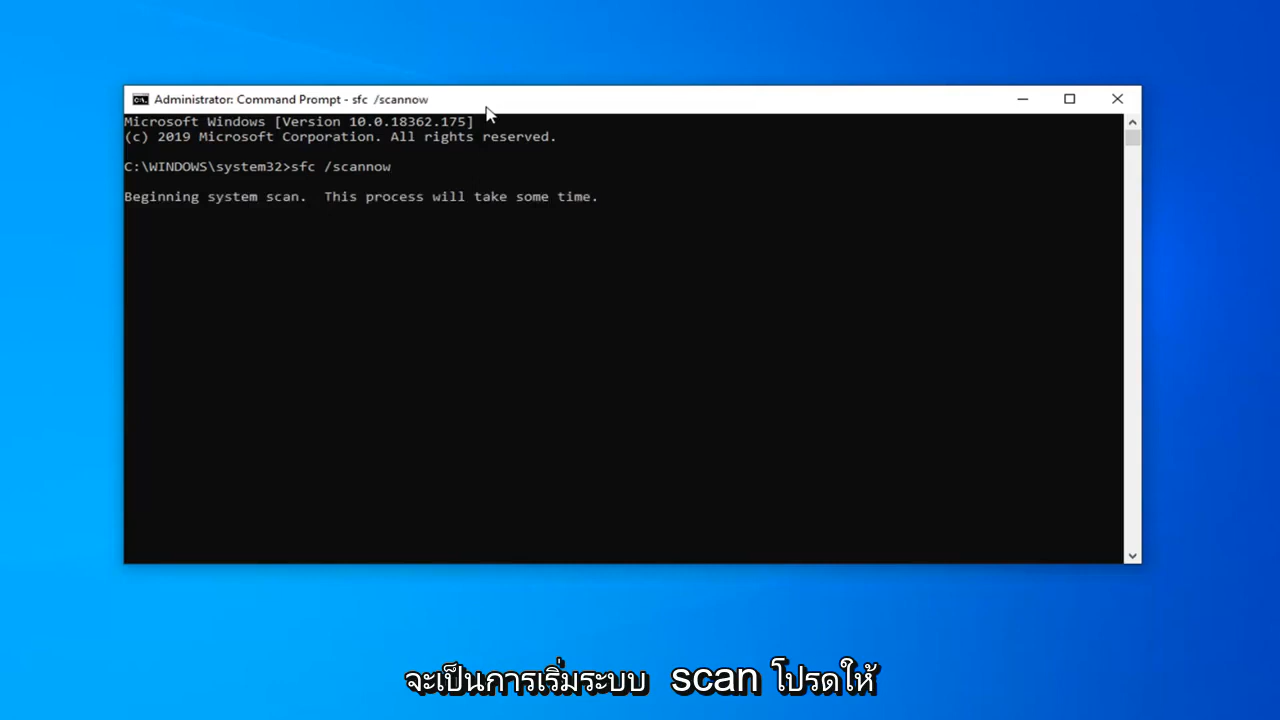 Administrator: Command Prompt - sfc /scannow
Microsoft Windows [Version 10.0.18362.175]
(c) 2019 Microsoft Corporation. All rights reserved.
C:\WINDOWS\system32>sfc /scannow
Beginning system scan.  This process will take some time.
จะเป็นการเริ่มระบบ scan โปรดให้